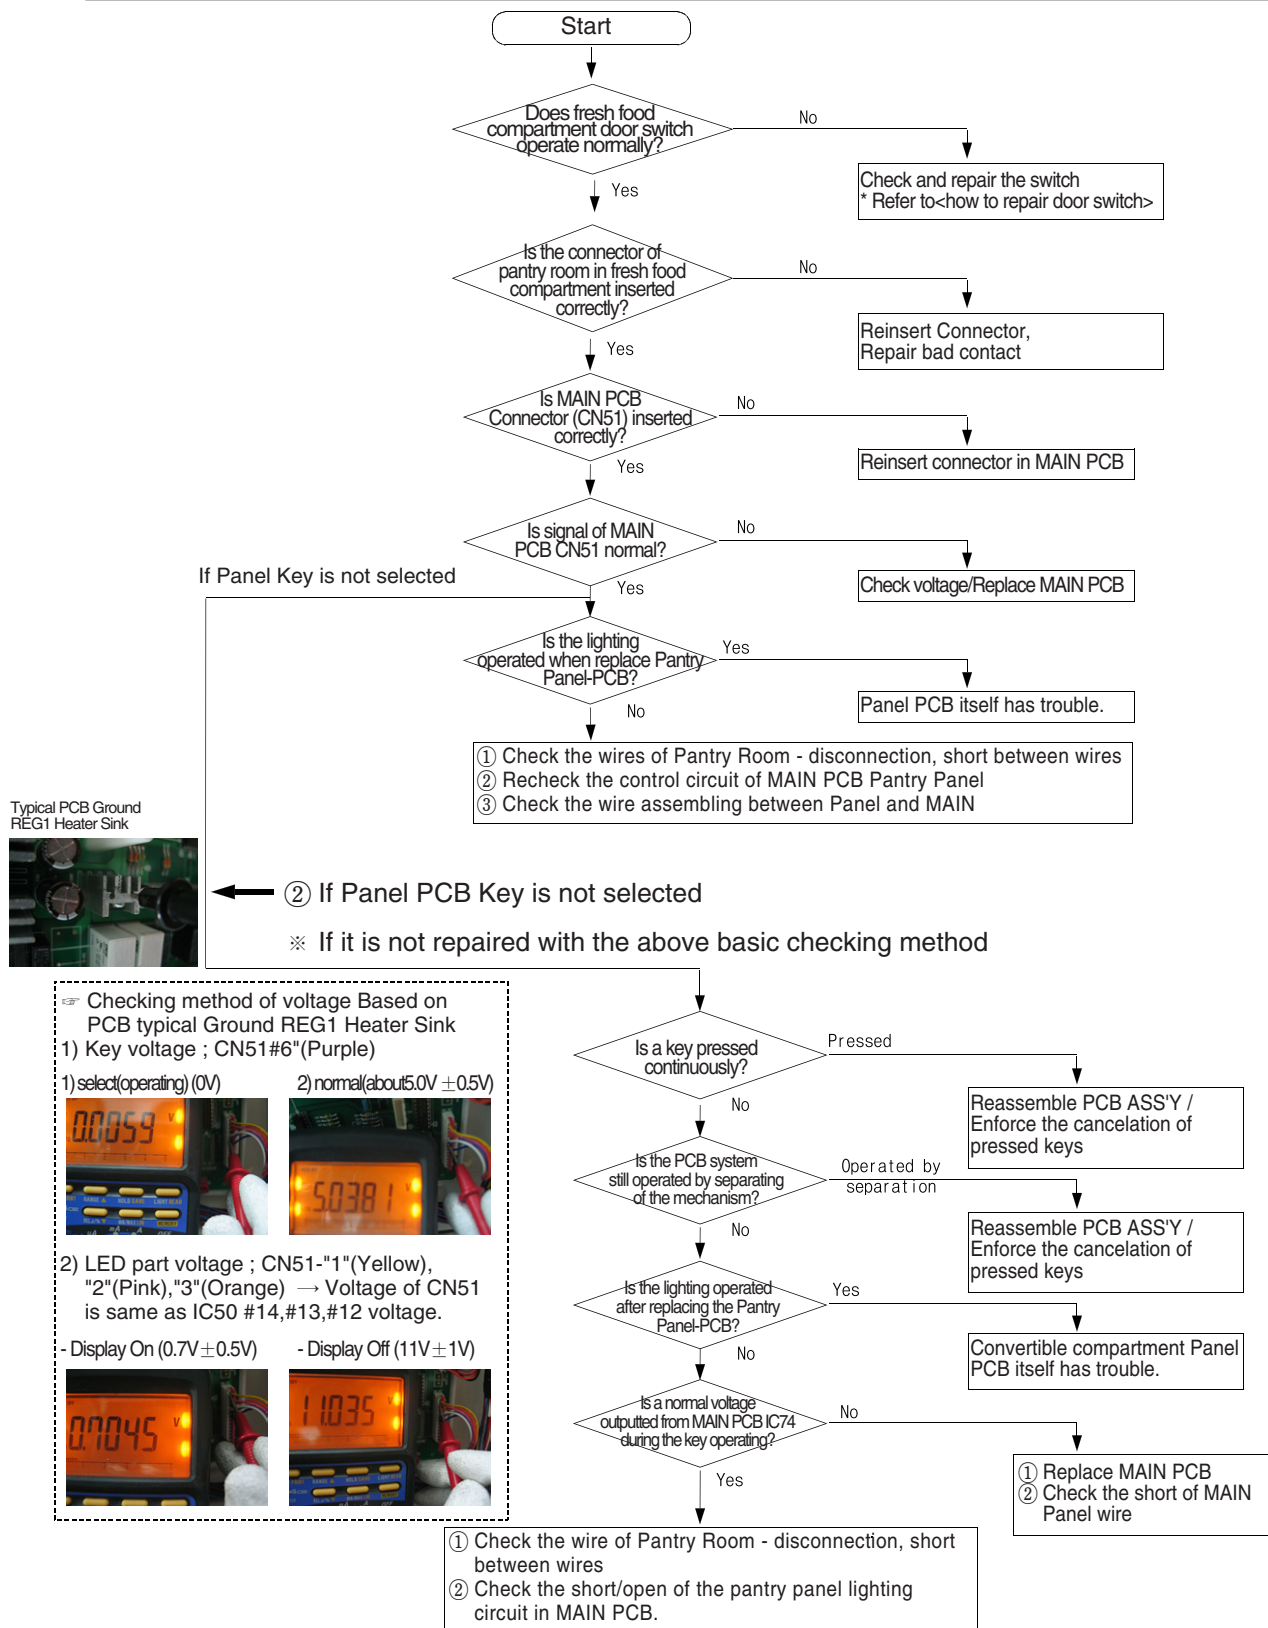 Start
Does fresh food
compartment door switch
operate normally?
No
Check and repair the switch
* Refer to<how to repair door switch>
Yes
Is the connector of
pantry room in fresh food
compartment inserted
correctly?
No
Reinsert Connector,
Repair bad contact
Yes
Is MAIN PCB
Connector (CN51) inserted
correctly?
No
Reinsert connector in MAIN PCB
Yes
Is signal of MAIN
PCB CN51 normal?
No
Check voltage/Replace MAIN PCB
If Panel Key is not selected
Yes
Is the lighting
operated when replace Pantry
Panel-PCB?
Yes
Panel PCB itself has trouble.
No
① Check the wires of Pantry Room - disconnection, short between wires
② Recheck the control circuit of MAIN PCB Pantry Panel
③ Check the wire assembling between Panel and MAIN
Typical PCB Ground
REG1 Heater Sink
② If Panel PCB Key is not selected
※ If it is not repaired with the above basic checking method
☞ Checking method of voltage Based on
PCB typical Ground REG1 Heater Sink
1) Key voltage ; CN51#6"(Purple)
1) select(operating) (0V)
2) normal(about5.0V ±0.5V)
0.0059 V
5.0381 V
2) LED part voltage ; CN51-"1"(Yellow),
"2"(Pink),"3"(Orange) → Voltage of CN51
is same as IC50 #14,#13,#12 voltage.
- Display On (0.7V±0.5V)
- Display Off (11V±1V)
0.7045 V
11.035 V
Is a key pressed
continuously?
Pressed
Reassemble PCB ASS'Y /
Enforce the cancelation of
pressed keys
No
Is the PCB system
still operated by separating
of the mechanism?
Operated by
separation
Reassemble PCB ASS'Y /
Enforce the cancelation of
pressed keys
No
Is the lighting operated
after replacing the Pantry
Panel-PCB?
Yes
Convertible compartment Panel
PCB itself has trouble.
No
Is a normal voltage
outputted from MAIN PCB IC74
during the key operating?
No
① Replace MAIN PCB
② Check the short of MAIN
Panel wire
Yes
① Check the wire of Pantry Room - disconnection, short
between wires
② Check the short/open of the pantry panel lighting
circuit in MAIN PCB.